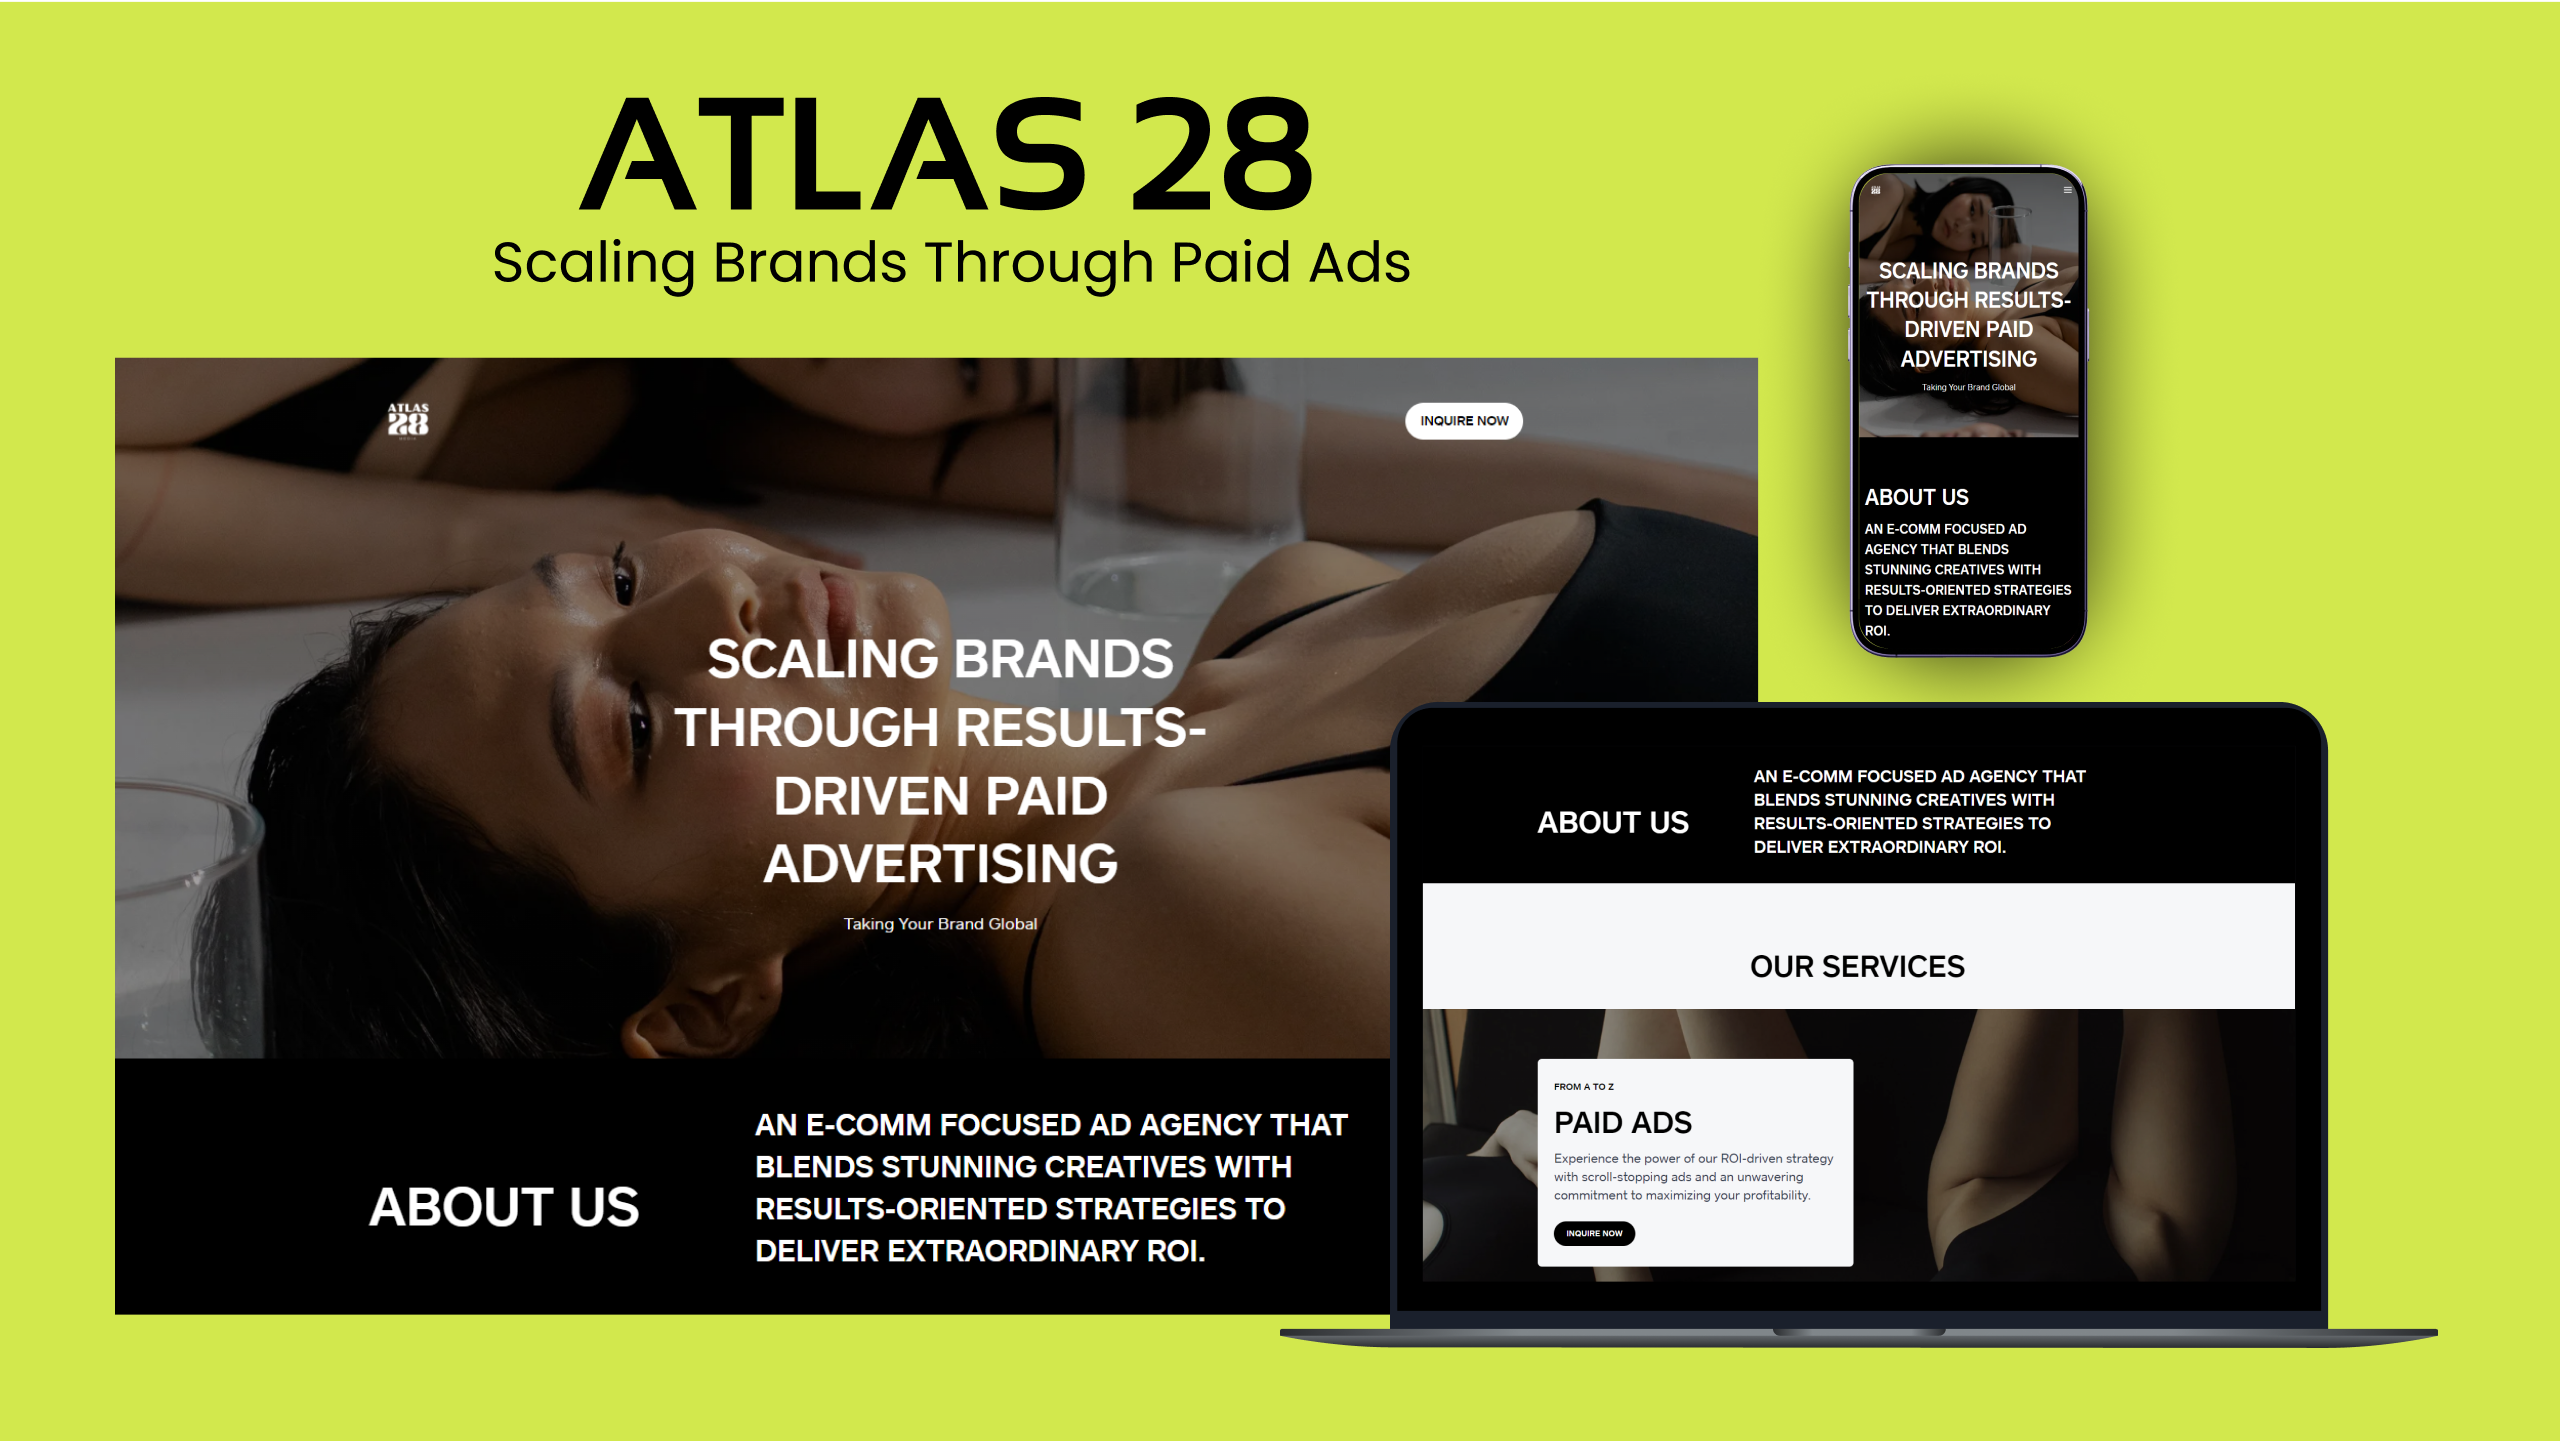 ATLAS 28
Scaling Brands Through Paid Ads
ATLAS
28
INQUIRE NOW
SCALING BRANDS
THROUGH RESULTS-
DRIVEN PAID
ADVERTISING
Taking Your Brand Global
ABOUT US
AN E-COMM FOCUSED AD AGENCY THAT
BLENDS STUNNING CREATIVES WITH
RESULTS-ORIENTED STRATEGIES TO
DELIVER EXTRAORDINARY ROI.
SCALING BRANDS
THROUGH RESULTS-
DRIVEN PAID
ADVERTISING
Taking Your Brand Global
ABOUT US
AN E-COMM FOCUSED AD
AGENCY THAT BLENDS
STUNNING CREATIVES WITH
RESULTS-ORIENTED STRATEGIES
TO DELIVER EXTRAORDINARY
ROI.
ABOUT US
AN E-COMM FOCUSED AD AGENCY THAT
BLENDS STUNNING CREATIVES WITH
RESULTS-ORIENTED STRATEGIES TO
DELIVER EXTRAORDINARY ROI.
OUR SERVICES
FROM A TO Z
PAID ADS
Experience the power of our ROI-driven strategy
with scroll-stopping ads and an unwavering
commitment to maximizing your profitability.
INQUIRE NOW